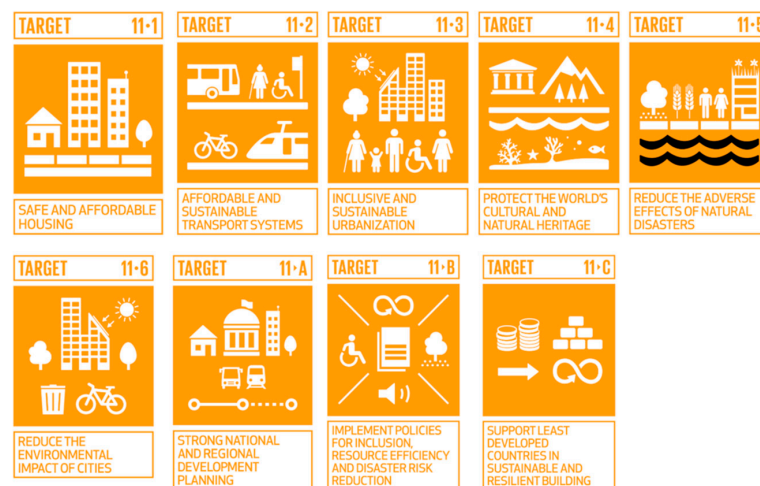 TARGET 11·1
SAFE AND AFFORDABLE
HOUSING
TARGET 11·2
AFFORDABLE AND
SUSTAINABLE
TRANSPORT SYSTEMS
TARGET 11·3
INCLUSIVE AND
SUSTAINABLE
URBANIZATION
TARGET 11·4
PROTECT THE WORLD'S
CULTURAL AND
NATURAL HERITAGE
TARGET 11·5
REDUCE THE ADVERSE
EFFECTS OF NATURAL
DISASTERS
TARGET 11·6
REDUCE THE
ENVIRONMENTAL
IMPACT OF CITIES
TARGET 11·A
STRONG NATIONAL
AND REGIONAL
DEVELOPMENT
PLANNING
TARGET 11·B
IMPLEMENT POLICIES
FOR INCLUSION,
RESOURCE EFFICIENCY
AND DISASTER RISK
REDUCTION
TARGET 11·C
SUPPORT LEAST
DEVELOPED
COUNTRIES IN
SUSTAINABLE AND
RESILIENT BUILDING